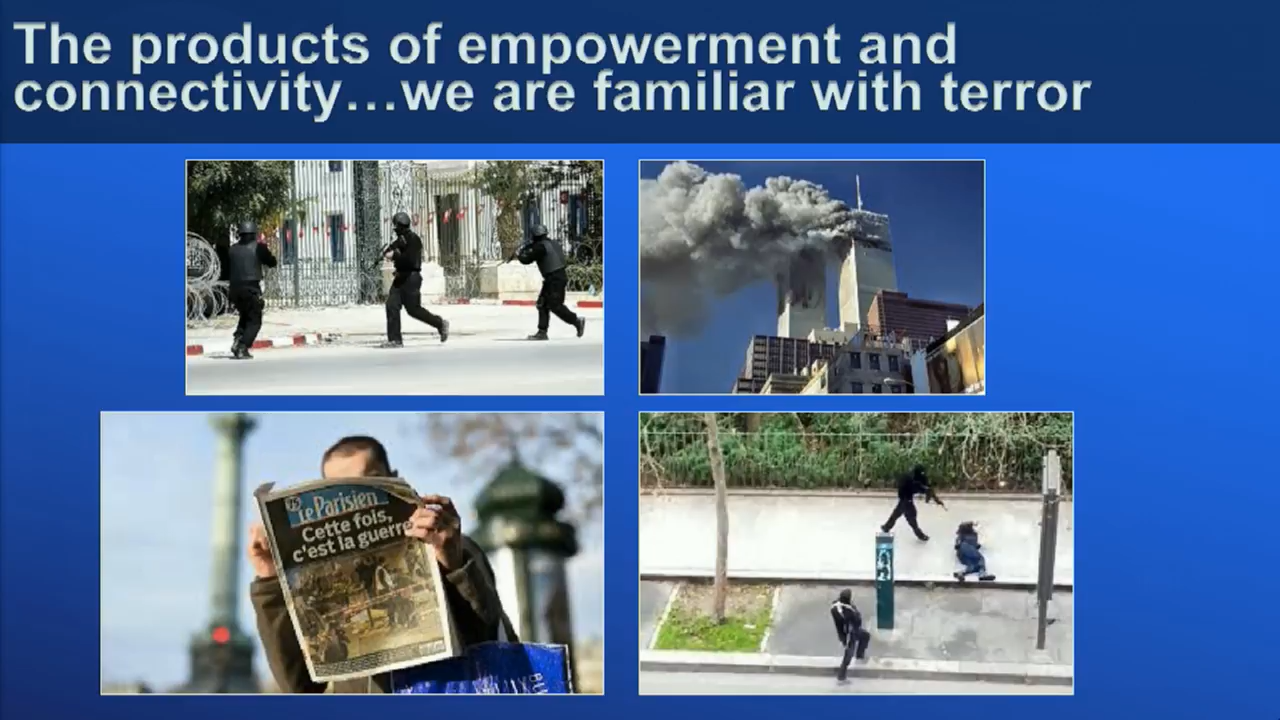 The products of empowerment and
connectivity…we are familiar with terror
Le Parisien
Cette fois,
c'est la guerre